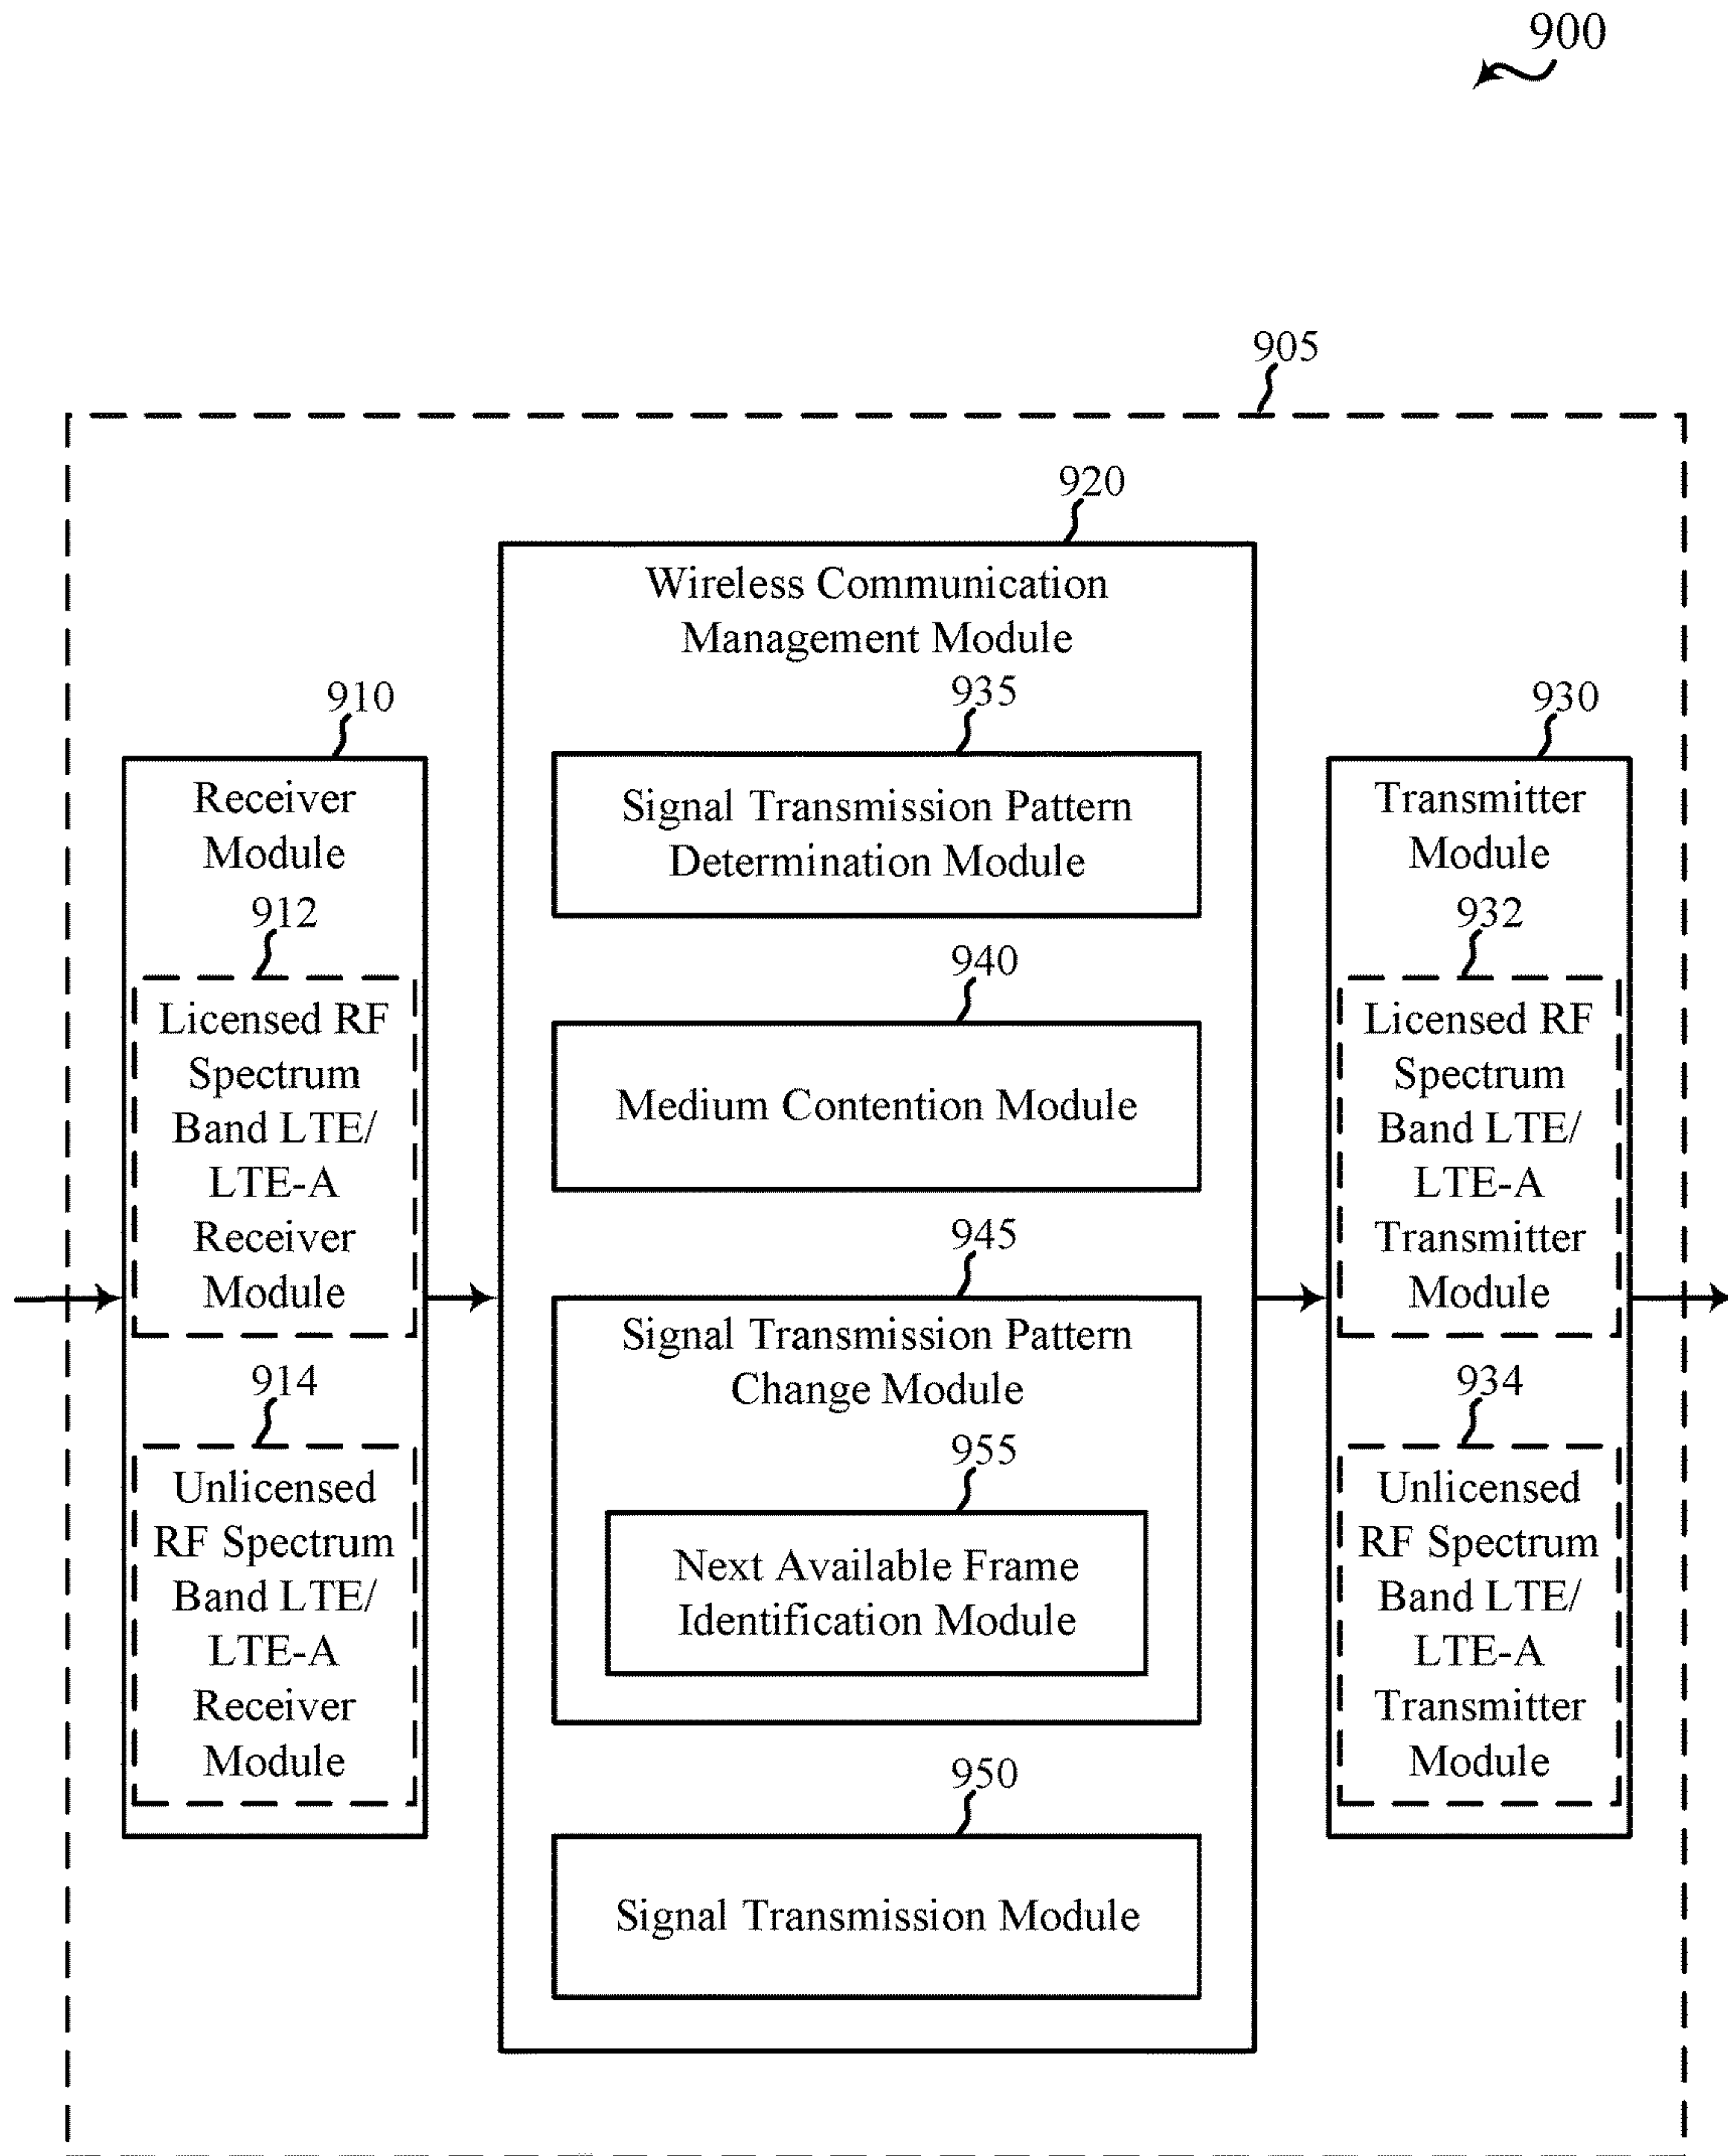 900
905
920
Wireless Communication
Management Module
935
Signal Transmission Pattern
Determination Module
940
Medium Contention Module
945
Signal Transmission Pattern
Change Module
955
Next Available Frame
Identification Module
950
Signal Transmission Module
910
Receiver
Module
912
Licensed RF
Spectrum
Band LTE/
LTE-A
Receiver
Module
914
Unlicensed
RF Spectrum
Band LTE/
LTE-A
Receiver
Module
930
Transmitter
Module
932
Licensed RF
Spectrum
Band LTE/
LTE-A
Transmitter
Module
934
Unlicensed
RF Spectrum
Band LTE/
LTE-A
Transmitter
Module